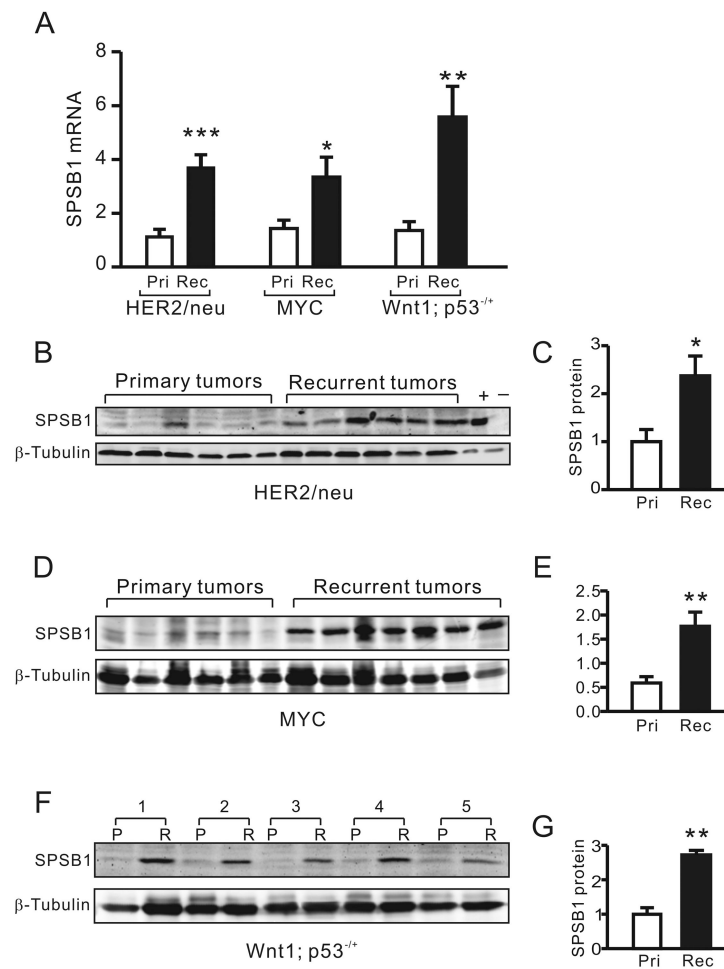 A
8
6
4
2
0
SPSB1 mRNA
***
*
**
Pri Rec Pri Rec Pri Rec
HER2/neu MYC Wnt1; p53-/+
B
Primary tumors Recurrent tumors + −
SPSB1
β-Tubulin
HER2/neu
C
SPSB1 protein
3
2
1
0
*
Pri Rec
D
Primary tumors Recurrent tumors
SPSB1
β-Tubulin
MYC
E
2.5
2.0
1.5
1.0
0.5
0.0
**
Pri Rec
F
1 2 3 4 5
P R P R P R P R P R
SPSB1
β-Tubulin
Wnt1; p53-/+
G
SPSB1 protein
3
2
1
0
**
Pri Rec